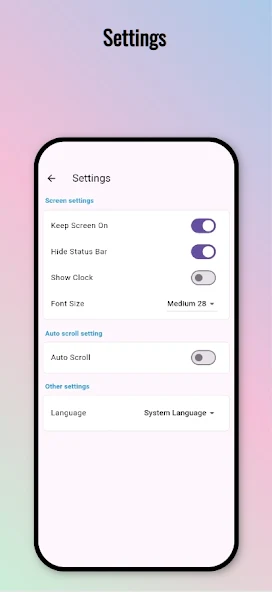 Settings
Settings
Screen settings
Keep Screen On
Hide Status Bar
Show Clock
Font Size Medium 28
Auto scroll setting
Auto Scroll
Other settings
Language System Language